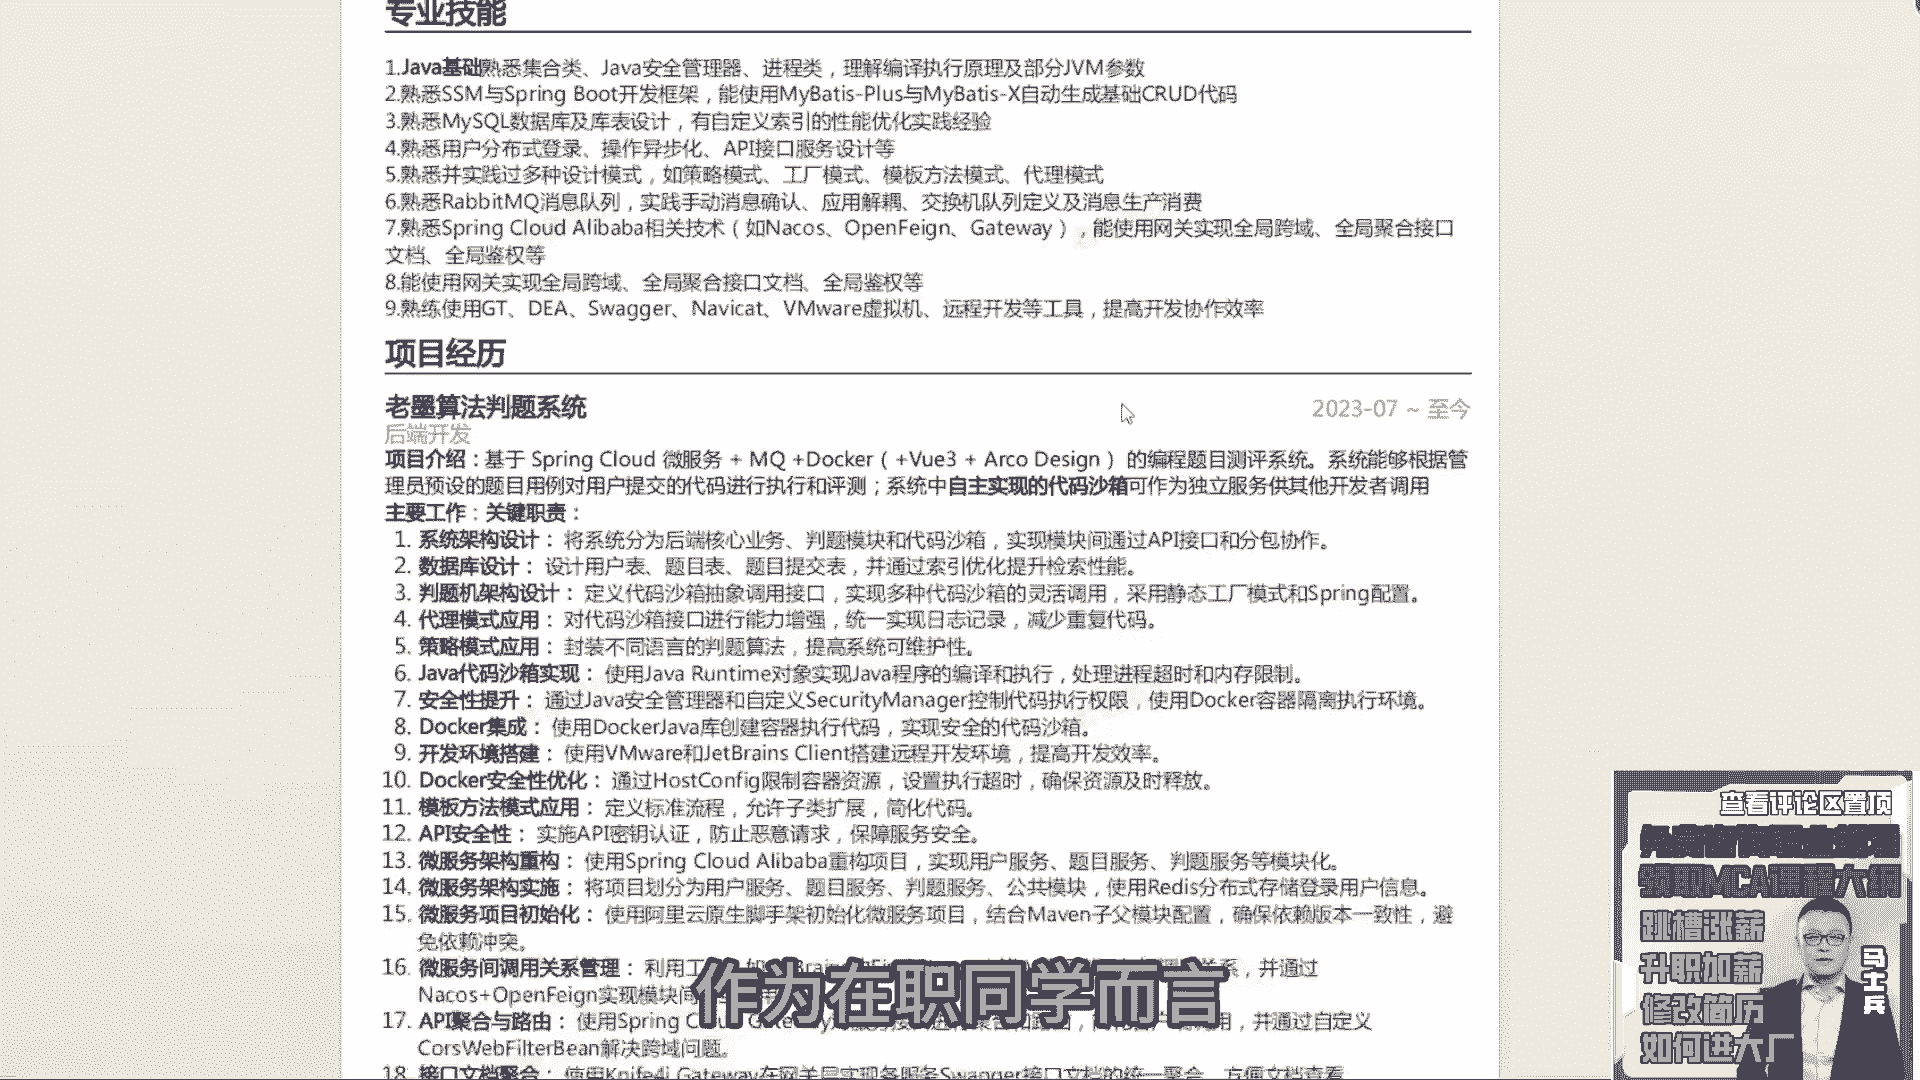 专业技能
1.Java基础熟悉集合类、Java安全管理器、进程类，理解编译执行原理及部分JVM参数
2.熟悉SSM与Spring Boot开发框架，能使用MyBatis-Plus与MyBatis-X自动生成基础CRUD代码
3.熟悉MySQL数据库及库表设计，有自定义索引的性能优化实践经验
4.熟悉用户分布式登录、操作异步化、API接口服务设计等
5.熟悉并实践过多种设计模式，如策略模式、工厂模式、模板方法模式、代理模式
6.熟悉RabbitMQ消息队列，实践手动消息确认、应用解耦、交换机队列定义及消息生产消费
7.熟悉Spring Cloud Alibaba相关技术（如Nacos、OpenFeign、Gateway），能使用网关实现全局跨域、全局聚合接口
文档、全局鉴权等
8.能使用网关实现全局跨域、全局聚合接口文档、全局鉴权等
9.熟练使用GT、DEA、Swagger、Navicat、VMware虚拟机、远程开发等工具，提高开发协作效率
项目经历
老墨算法判题系统 2023-07 ~ 至今
后端开发
项目介绍：基于 Spring Cloud 微服务 + MQ +Docker（+Vue3 + Arco Design） 的编程题目测评系统。系统能够根据管
理员预设的题目用例对用户提交的代码进行执行和评测；系统中自主实现的代码沙箱可作为独立服务供其他开发者调用
主要工作：关键职责：
1. 系统架构设计： 将系统分为后端核心业务、判题模块和代码沙箱，实现模块间通过API接口和分包协作。
2. 数据库设计： 设计用户表、题目表、题目提交表，并通过索引优化提升检索性能。
3. 判题机架构设计： 定义代码沙箱抽象调用接口，实现多种代码沙箱的灵活调用，采用静态工厂模式和Spring配置。
4. 代理模式应用： 对代码沙箱接口进行能力增强，统一实现日志记录，减少重复代码。
5. 策略模式应用： 封装不同语言的判题算法，提高系统可维护性。
6. Java代码沙箱实现： 使用Java Runtime对象实现Java程序的编译和执行，处理进程超时和内存限制。
7. 安全性提升： 通过Java安全管理器和自定义SecurityManager控制代码执行权限，使用Docker容器隔离执行环境。
8. Docker集成： 使用DockerJava库创建容器执行代码，实现安全的代码沙箱。
9. 开发环境搭建： 使用VMware和JetBrains Client搭建远程开发环境，提高开发效率。
10. Docker安全性优化： 通过HostConfig限制容器资源，设置执行超时，确保资源及时释放。
11. 模板方法模式应用： 定义标准流程，允许子类扩展，简化代码。
12. API安全性： 实施API密钥认证，防止恶意请求，保障服务安全。
13. 微服务架构重构： 使用Spring Cloud Alibaba重构项目，实现用户服务、题目服务、判题服务等模块化。
14. 微服务架构实施： 将项目划分为用户服务、题目服务、判题服务、公共模块，使用Redis分布式存储登录用户信息。
15. 微服务项目初始化： 使用阿里云原生脚手架初始化微服务项目，结合Maven子父模块配置，确保依赖版本一致性，避
免依赖冲突。
16. 微服务间调用关系管理： 利用工 系，并通过
Nacos+OpenFeign实现模块间
17. API聚合与路由： 使用Spring 用，并通过自定义
CorsWebFilterBean解决跨域问题。
18. 接口文档聚合： 使用Knife4j Gateway在网关层实现各服务Swagger接口文档的统一聚合，方便文档查看
作为在职同学而言
查看评论区置顶
领取MCA课程大纲
跳槽涨薪
升职加薪
修改简历
如何进大厂
马士兵